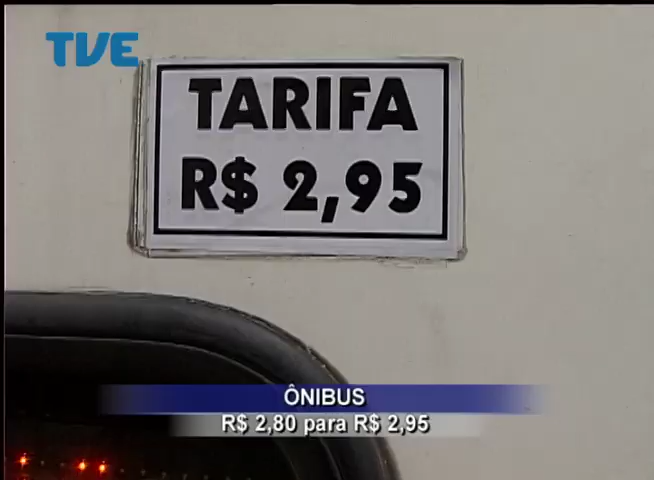 TVE
TARIFA
R$ 2,95
ÔNIBUS
R$ 2,80 para R$ 2,95